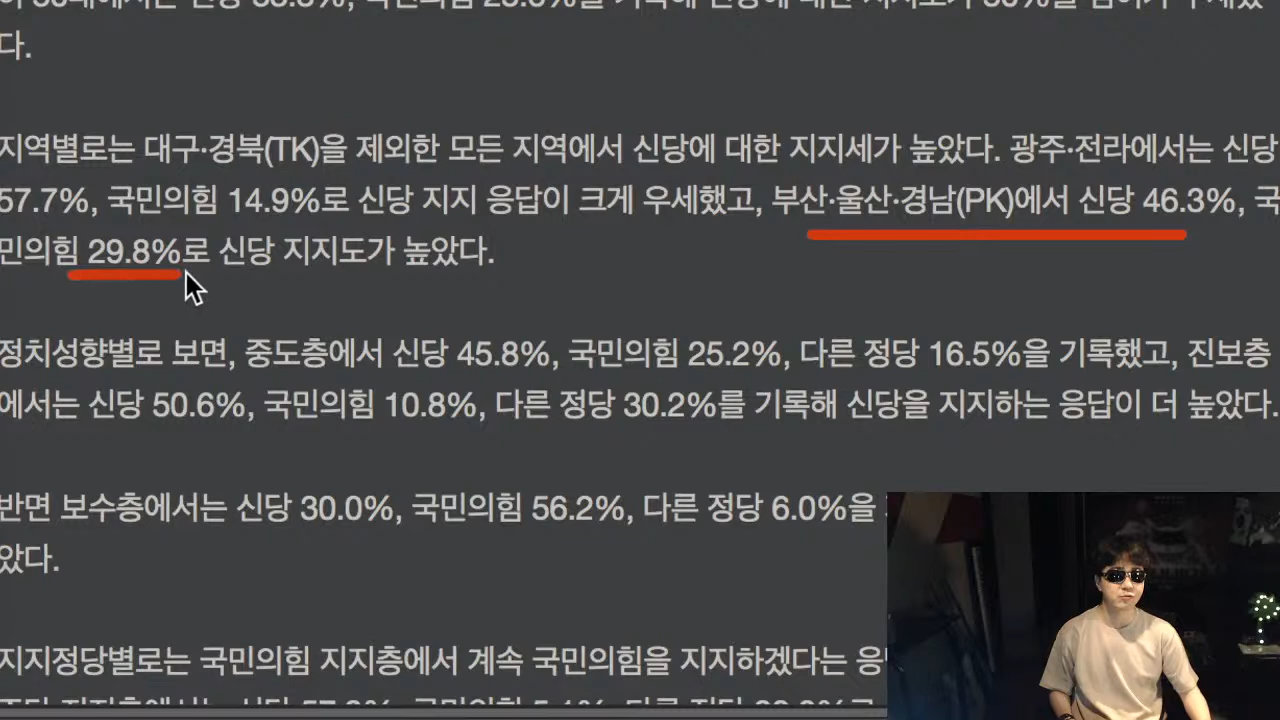 다.
지역별로는 대구·경북(TK)을 제외한 모든 지역에서 신당에 대한 지지세가 높았다. 광주·전라에서는 신당
57.7%, 국민의힘 14.9%로 신당 지지 응답이 크게 우세했고, 부산·울산·경남(PK)에서 신당 46.3%, 국
민의힘 29.8%로 신당 지지도가 높았다.
정치성향별로 보면, 중도층에서 신당 45.8%, 국민의힘 25.2%, 다른 정당 16.5%을 기록했고, 진보층
에서는 신당 50.6%, 국민의힘 10.8%, 다른 정당 30.2%를 기록해 신당을 지지하는 응답이 더 높았다.
반면 보수층에서는 신당 30.0%, 국민의힘 56.2%, 다른 정당 6.0%을
았다.
지지정당별로는 국민의힘 지지층에서 계속 국민의힘을 지지하겠다는